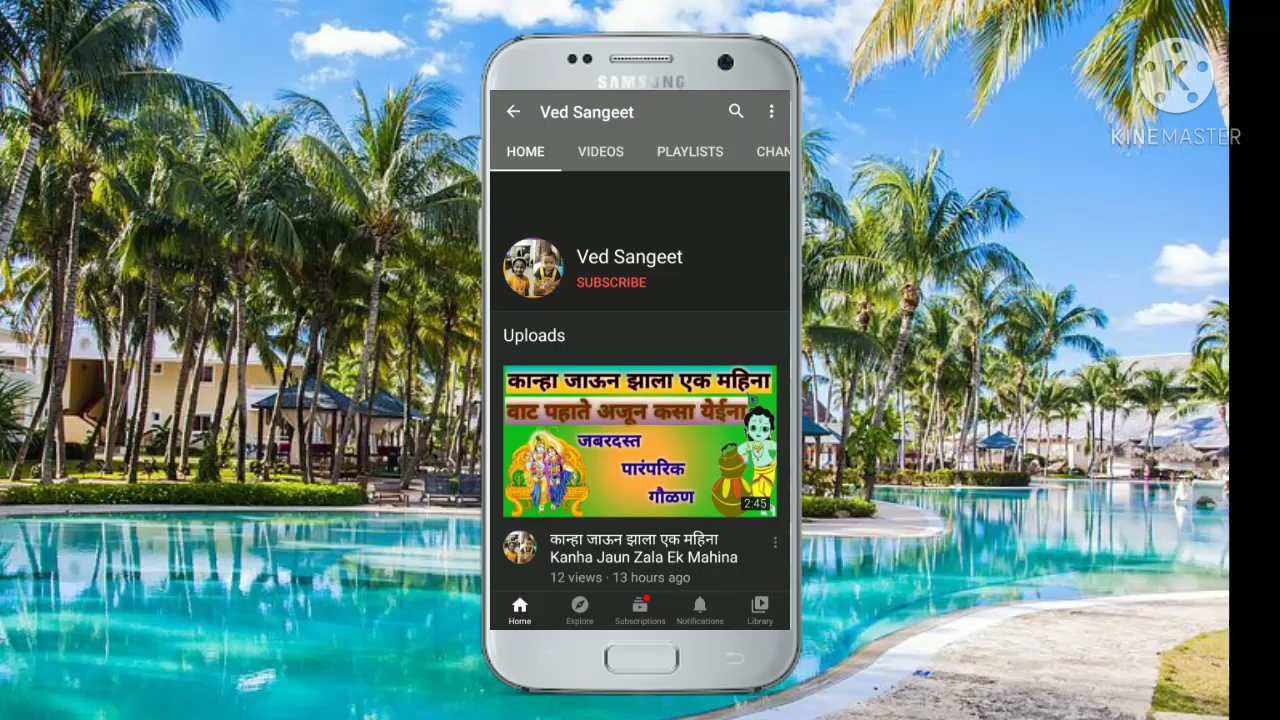 SAMSUNG
Ved Sangeet
HOME VIDEOS PLAYLISTS CHAN
Ved Sangeet
SUBSCRIBE
Uploads
कान्हा जाऊन झाला एक महिना
वाट पहाते अजून कसा येईना
जबरदस्त
पारंपरिक
गौळण
2:45
कान्हा जाऊन झाला एक महिना
Kanha Jaun Zala Ek Mahina
12 views · 13 hours ago
Home Explore Subscriptions Notifications Library
K
KINEMASTER